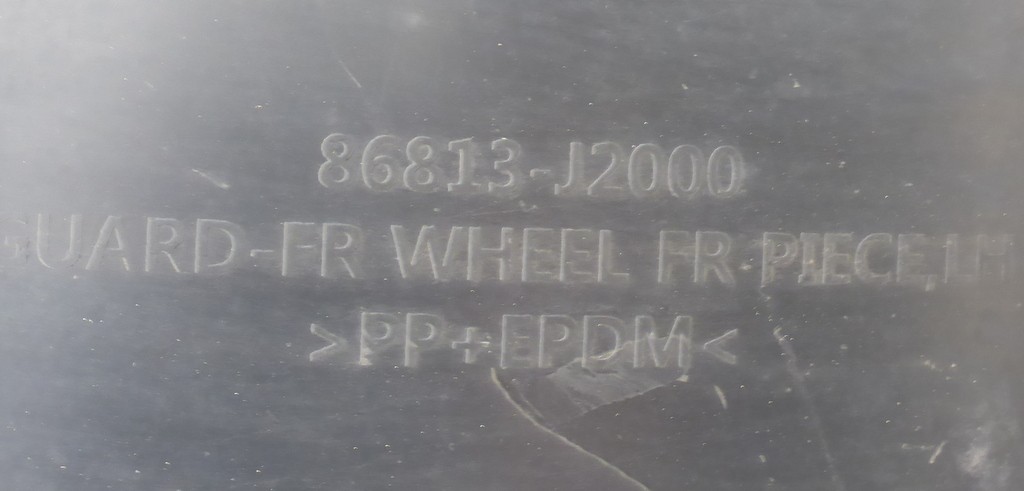 86813-J2000
GUARD-FR WHEEL FR PIECE,LH
>PP+EPDM<